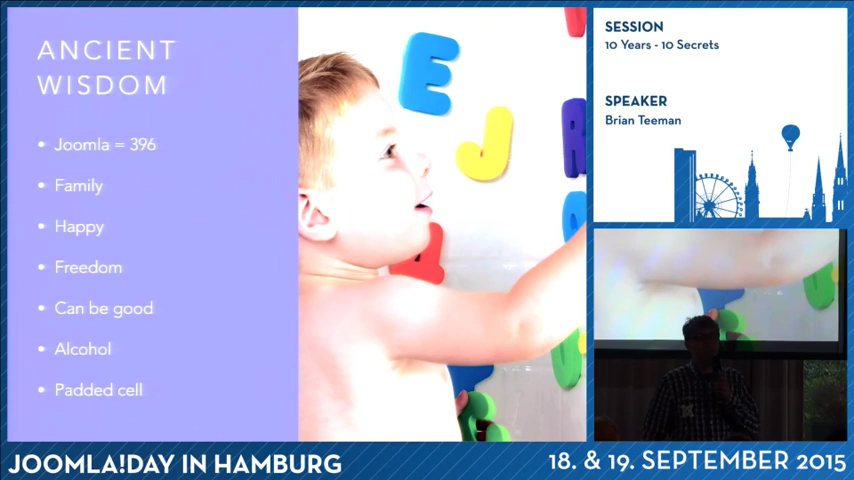 ANCIENT
WISDOM
• Joomla = 396
• Family
• Happy
• Freedom
• Can be good
• Alcohol
• Padded cell
E
J
SESSION
10 Years - 10 Secrets
SPEAKER
Brian Teeman
JOOMLA!DAY IN HAMBURG
18. & 19. SEPTEMBER 2015